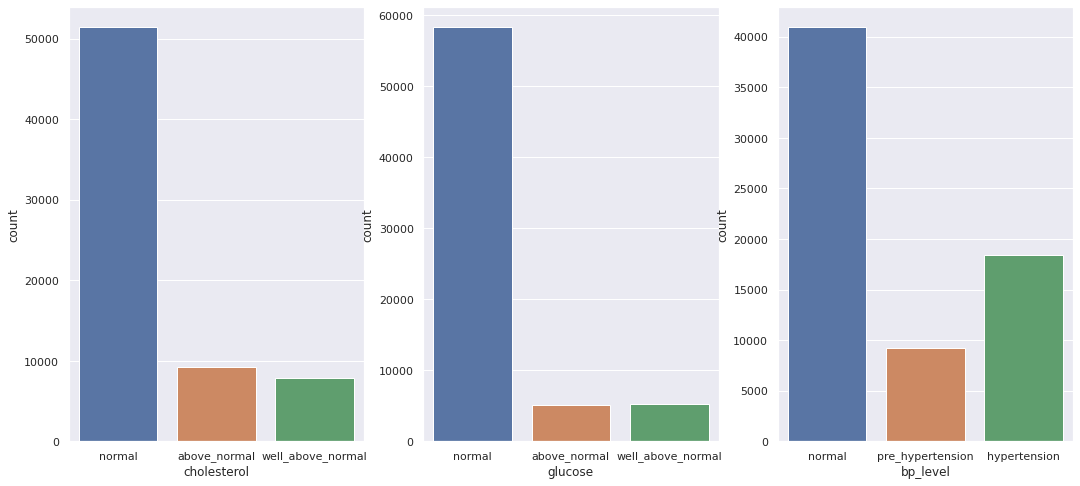 50000
40000
30000
20000
10000
0
count
normal
above_normal
well_above_normal
cholesterol
60000
50000
40000
30000
20000
10000
0
count
normal
above_normal
well_above_normal
glucose
40000
35000
30000
25000
20000
15000
10000
5000
0
count
normal
pre_hypertension
hypertension
bp_level